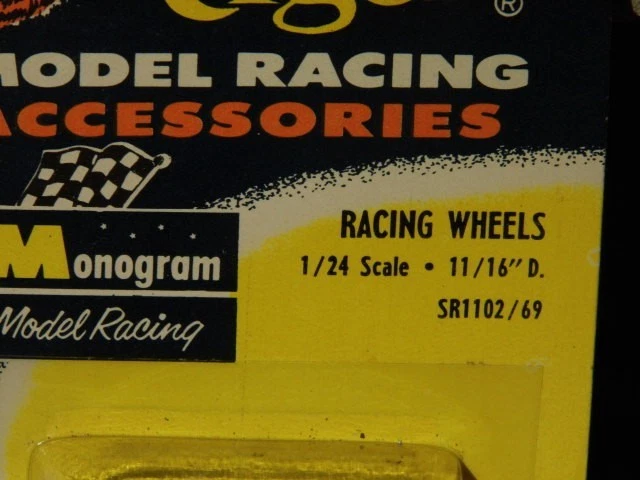 ®
MODEL RACING
ACCESSORIES
Monogram
Model Racing
RACING WHEELS
1/24 Scale • 11/16" D.
SR1102/69